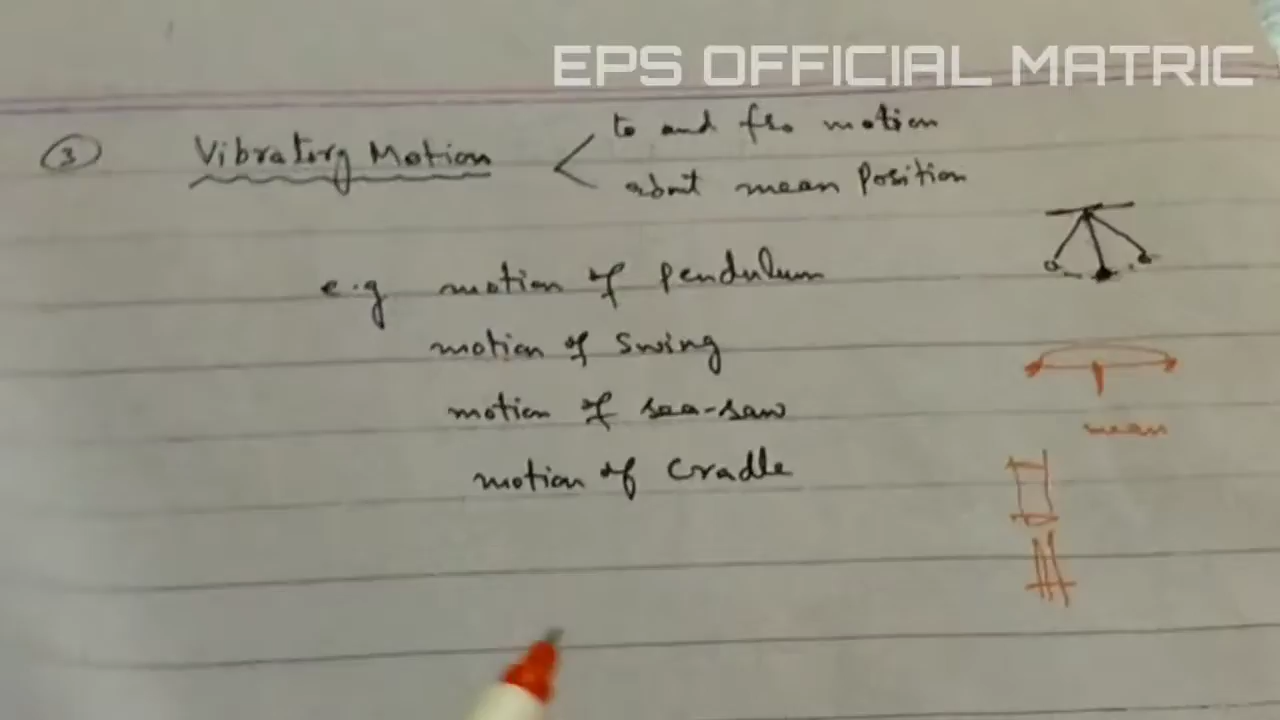 EPS OFFICIAL MATRIC
③ Vibratory Motion < to and fro motion
about mean Position
e.g motion of pendulum
motion of swing
motion of saa-saw
motion of cradle
mean